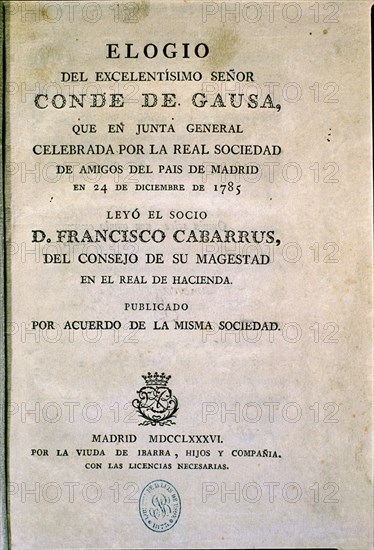 ELOGIO
DEL EXCELENTÍSIMO SEÑOR
CONDE DE GAUSA,
QUE EN JUNTA GENERAL
CELEBRADA POR LA REAL SOCIEDAD
DE AMIGOS DEL PAIS DE MADRID
EN 24 DE DICIEMBRE DE 1785
LEYÓ EL SOCIO
D. FRANCISCO CABARRUS,
DEL CONSEJO DE SU MAGESTAD
EN EL REAL DE HACIENDA.
PUBLICADO
POR ACUERDO DE LA MISMA SOCIEDAD.
MADRID MDCCLXXXVI.
POR LA VIUDA DE IBARRA, HIJOS Y COMPAÑIA.
CON LAS LICENCIAS NECESARIAS.
PHOTO 12